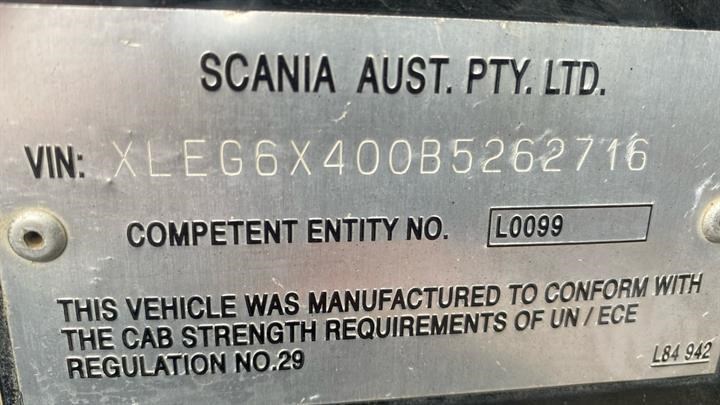 SCANIA AUST. PTY. LTD.
VIN: XLEG6X400B5262716
COMPETENT ENTITY NO. L0099
THIS VEHICLE WAS MANUFACTURED TO CONFORM WITH
THE CAB STRENGTH REQUIREMENTS OF UN / ECE
REGULATION NO.29
L84 942